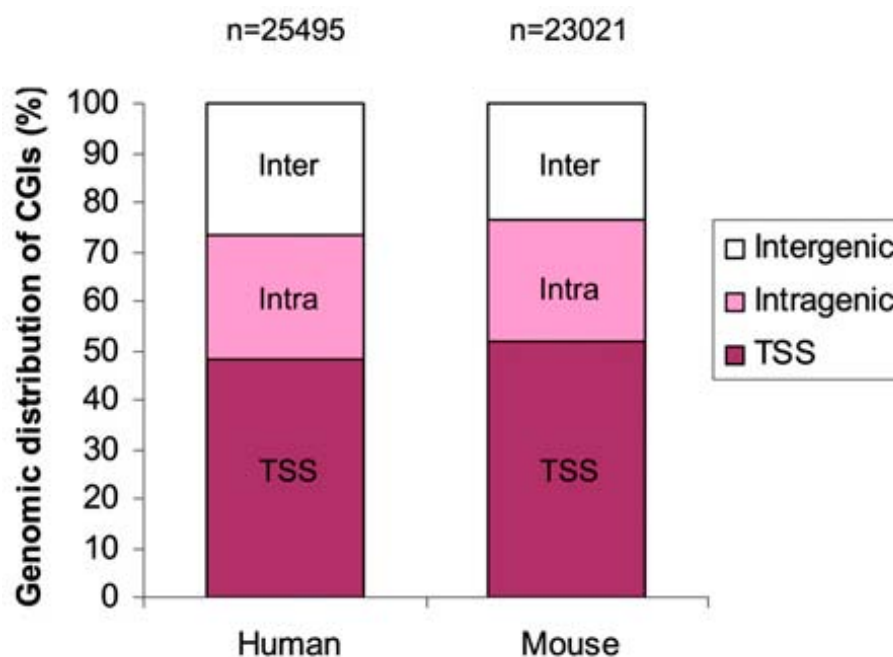 n=25495 n=23021
Genomic distribution of CGIs (%)
100
90
80
70
60
50
40
30
20
10
0
Inter Inter
Intra Intra
TSS TSS
Human Mouse
Intergenic
Intragenic
TSS